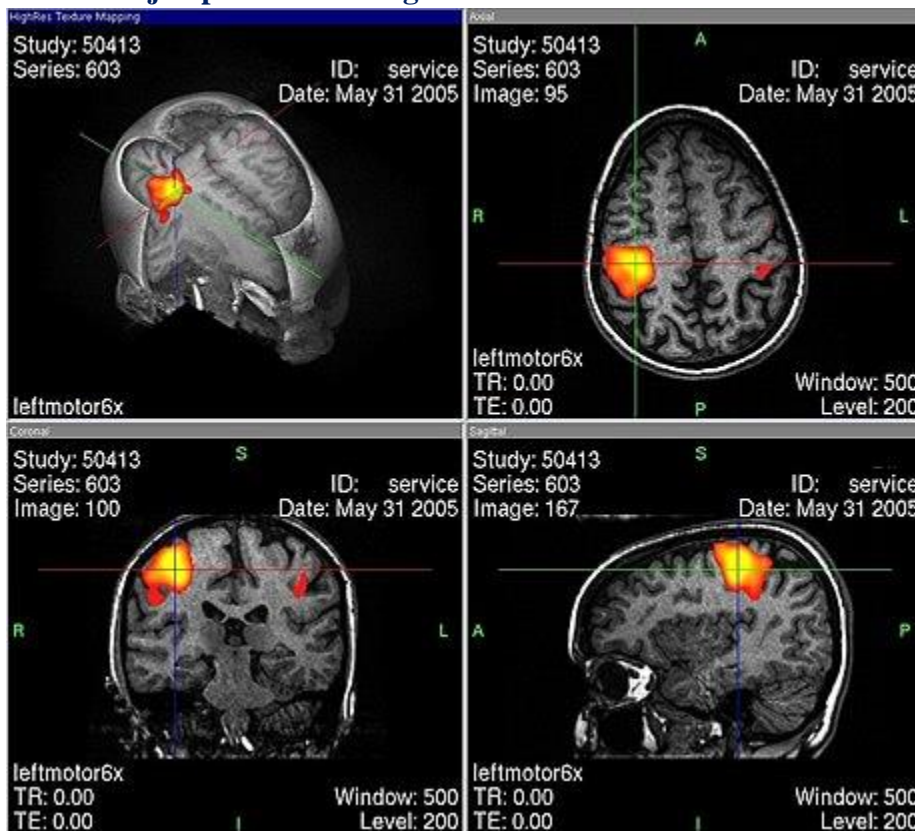 HighRes Texture Mapping
Study: 50413
Series: 603
ID: service
Date: May 31 2005
leftmotor6x
Axial
Study: 50413
Series: 603
Image: 95
ID: service
Date: May 31 2005
A
R
L
P
leftmotor6x
TR: 0.00
TE: 0.00
Window: 500
Level: 200
Coronal
Study: 50413
Series: 603
Image: 100
ID: service
Date: May 31 2005
S
R
L
I
leftmotor6x
TR: 0.00
TE: 0.00
Window: 500
Level: 200
Sagittal
Study: 50413
Series: 603
Image: 167
ID: service
Date: May 31 2005
S
A
P
I
leftmotor6x
TR: 0.00
TE: 0.00
Window: 500
Level: 200